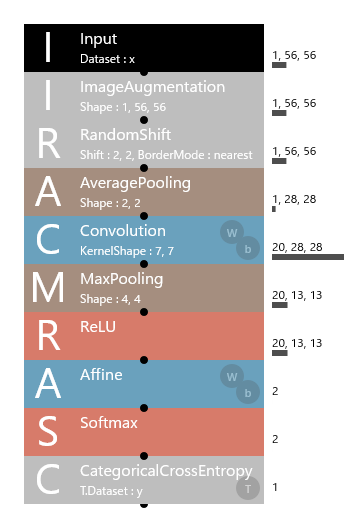 I Input
Dataset : x
1, 56, 56
I ImageAugmentation
Shape : 1, 56, 56
1, 56, 56
R RandomShift
Shift : 2, 2, BorderMode : nearest
1, 56, 56
A AveragePooling
Shape : 2, 2
1, 28, 28
C Convolution
KernelShape : 7, 7
W
b
20, 28, 28
M MaxPooling
Shape : 4, 4
20, 13, 13
R ReLU
20, 13, 13
A Affine
W
b
2
S Softmax
2
C CategoricalCrossEntropy
T.Dataset : y
T
1